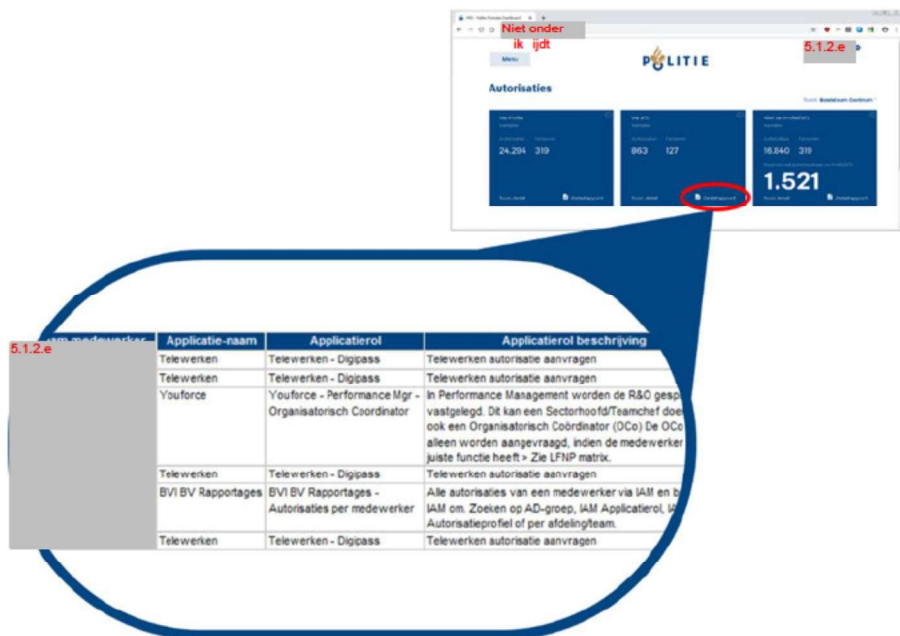 Niet onder
ik ijdt
5.1.2.e
Menu
POLITIE
Autorisaties
24.294 319
863 127
16.840 319
1.521
5.1.2.e
am medewerker Applicatie-naam Applicatierol Applicatierol beschrijving
Telewerken Telewerken - Digipass Telewerken autorisatie aanvragen
Telewerken Telewerken - Digipass Telewerken autorisatie aanvragen
Youforce Youforce - Performance Mgr - In Performance Management worden de R&O gesp
Organisatorisch Coordinator vastgelegd. Dit kan een Sectorhoofd/Teamchef doe
ook een Organisatorisch Coördinator (OCo) De OCo
alleen worden aangevraagd, indien de medewerker
juiste functie heeft > Zie LFNP matrix.
Telewerken Telewerken - Digipass Telewerken autorisatie aanvragen
BVI BV Rapportages BVI BV Rapportages - Alle autorisaties van een medewerker via IAM en b
Autorisaties per medewerker IAM om. Zoeken op AD-groep, IAM Applicatierol, IA
Autorisatieprofiel of per afdeling/team.
Telewerken Telewerken - Digipass Telewerken autorisatie aanvragen